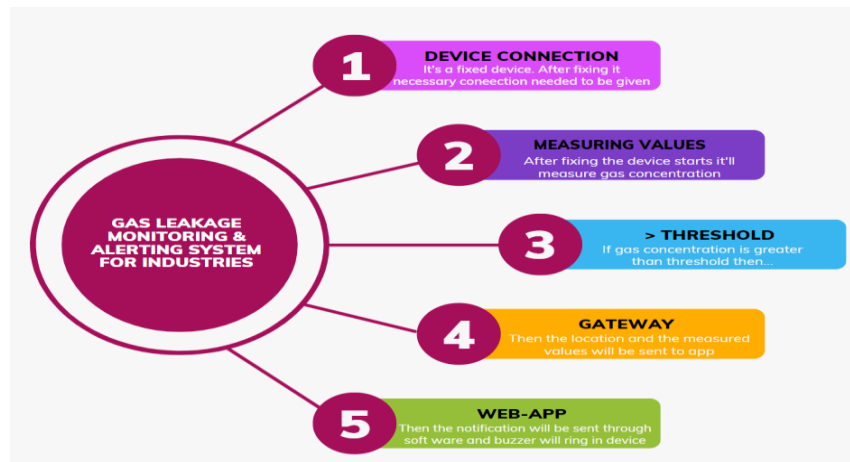 GAS LEAKAGE
MONITORING &
ALERTING SYSTEM
FOR INDUSTRIES
1
DEVICE CONNECTION
It's a fixed device. After fixing it
necessary coneection needed to be given
2
MEASURING VALUES
After fixing the device starts it'll
measure gas concentration
3
> THRESHOLD
If gas concentration is greater
than threshold then...
4
GATEWAY
Then the location and the measured
values will be sent to app
5
WEB-APP
Then the notification will be sent through
soft ware and buzzer will ring in device